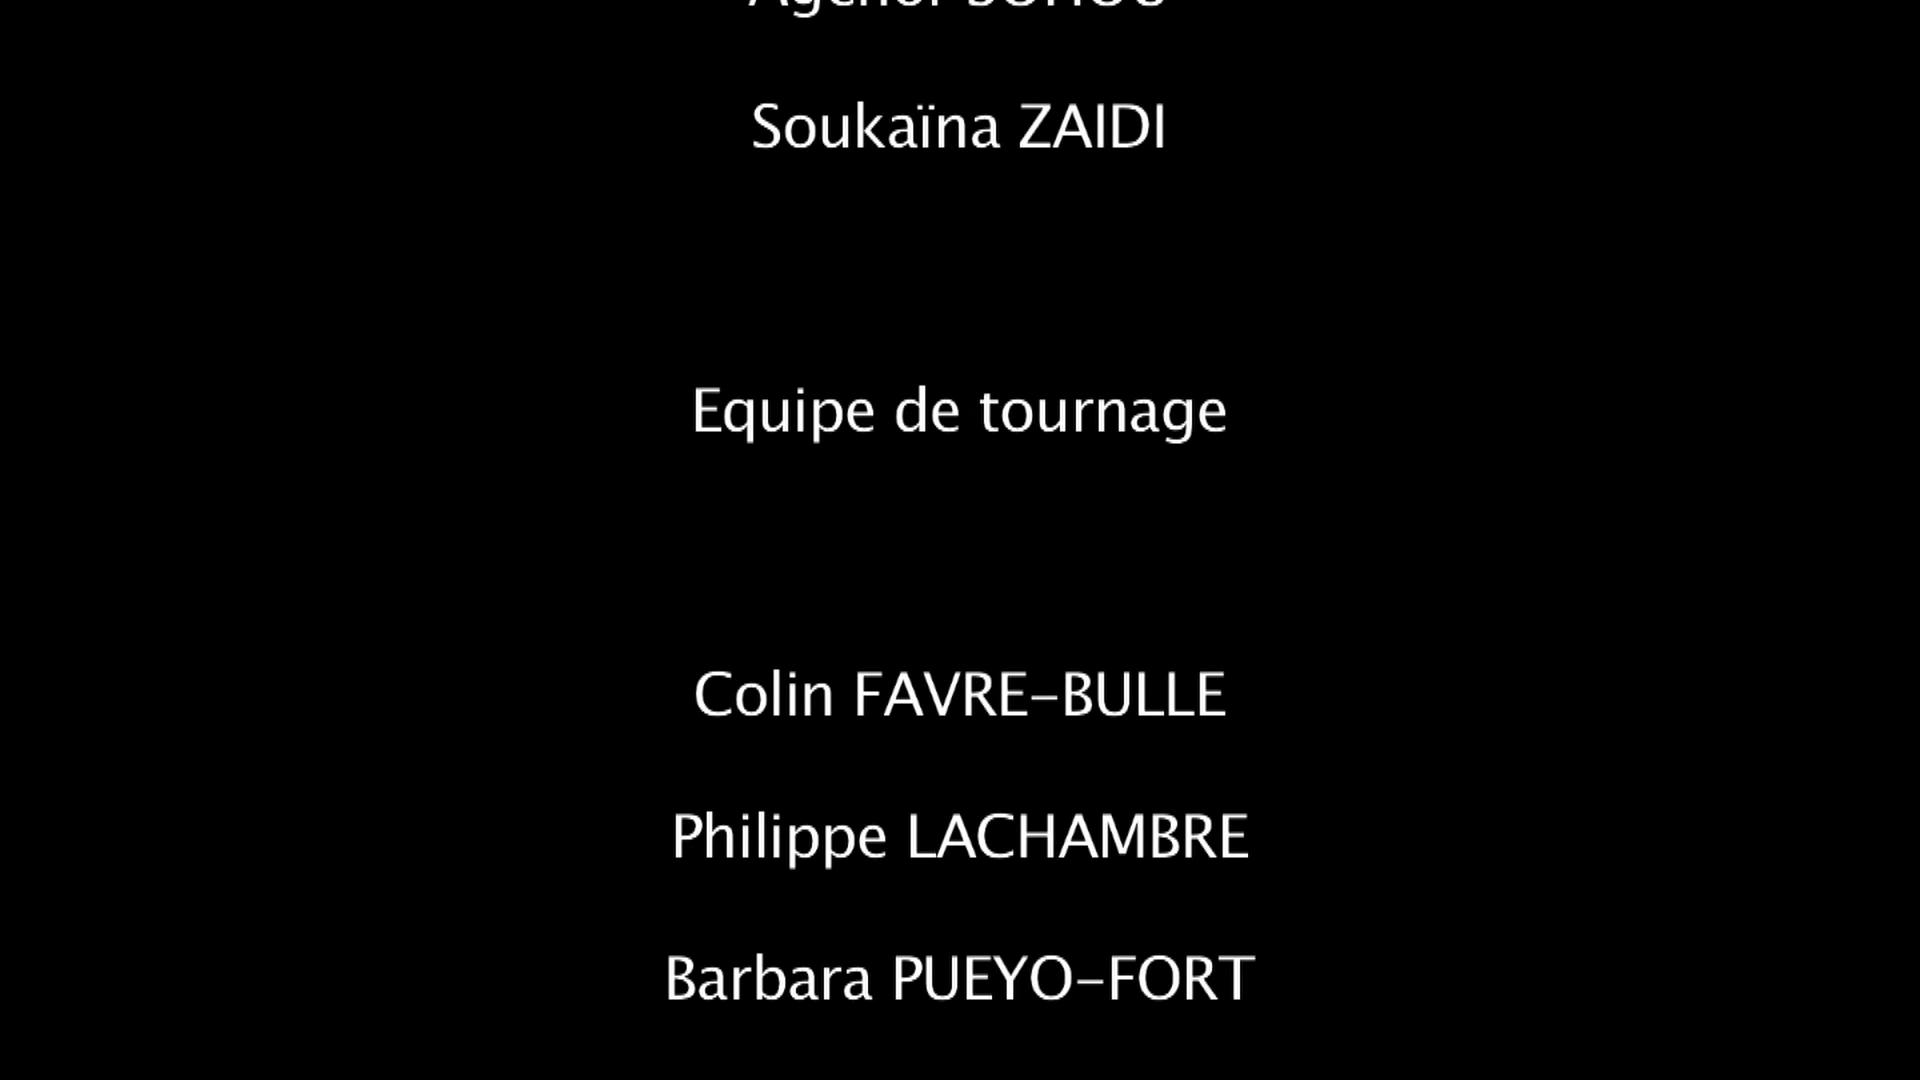 Soukaïna ZAIDI
Equipe de tournage
Colin FAVRE-BULLE
Philippe LACHAMBRE
Barbara PUEYO-FORT